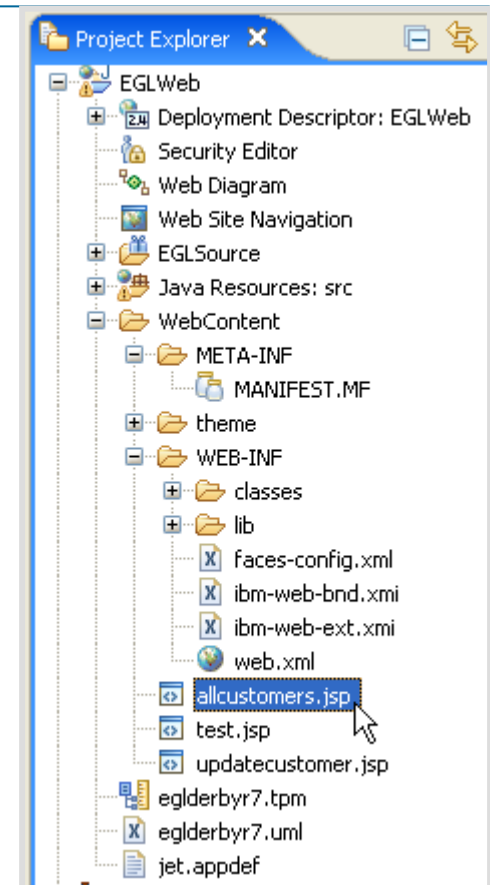 Project Explorer
EGLWeb
2.4 Deployment Descriptor: EGLWeb
Security Editor
Web Diagram
Web Site Navigation
EGLSource
Java Resources: src
WebContent
META-INF
MANIFEST.MF
theme
WEB-INF
classes
lib
X faces-config.xml
X ibm-web-bnd.xmi
X ibm-web-ext.xmi
web.xml
allcustomers.jsp
test.jsp
updatecustomer.jsp
eglderbyr7.tpm
X eglderbyr7.uml
jet.appdef